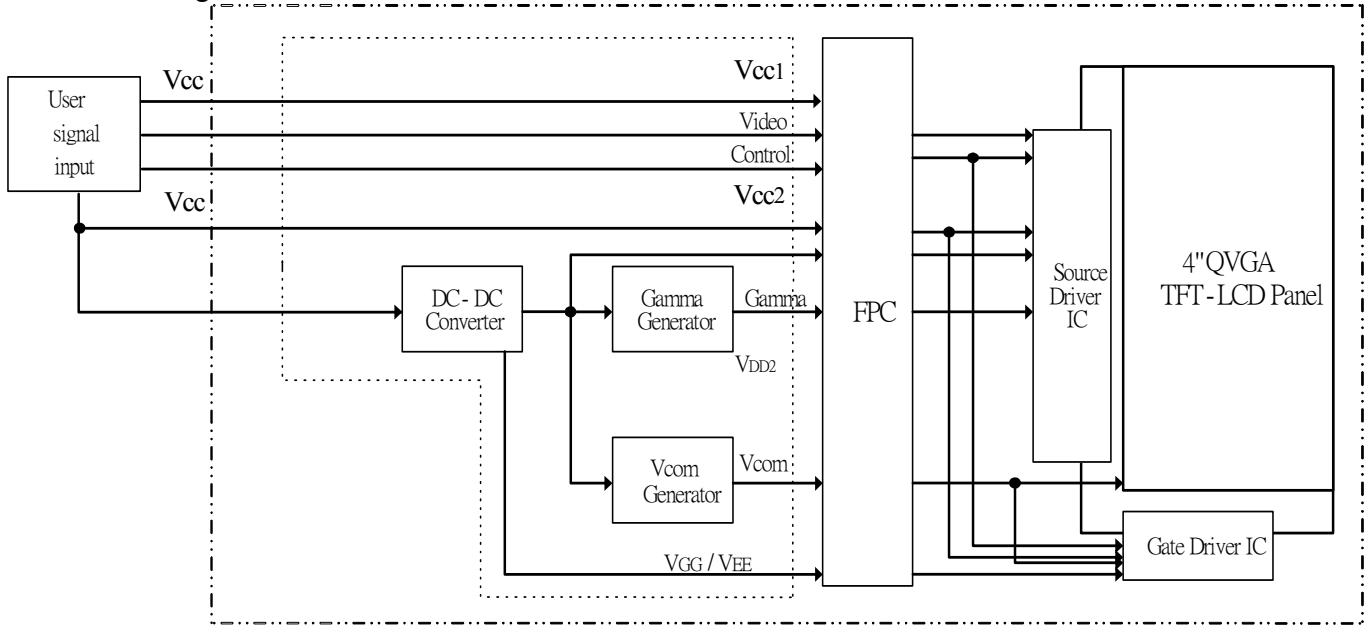 Vcc
Vcc1
User
signal
input
Video
Control
Vcc
Vcc2
DC - DC
Converter
Gamma
Generator
Gamma
VDD2
FPC
Source
Driver
IC
4"QVGA
TFT - LCD Panel
Vcom
Generator
Vcom
VGG / VEE
Gate Driver IC